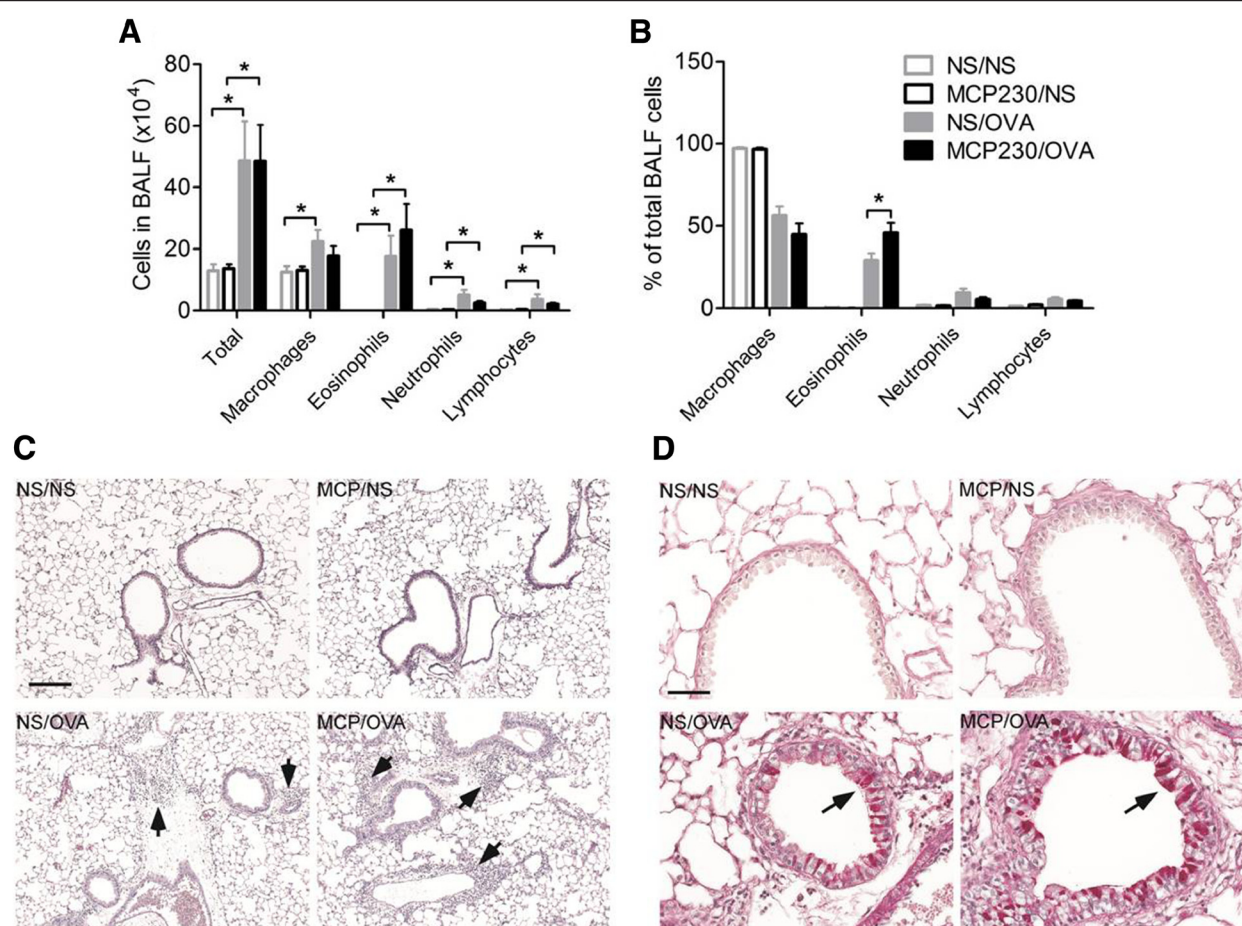 A
Cells in BALF (x10⁴)
80
60
40
20
0
* * * * * * * * *
Total
Macrophages
Eosinophils
Neutrophils
Lymphocytes
B
% of total BALF cells
150
100
50
0
*
NS/NS
MCP230/NS
NS/OVA
MCP230/OVA
Macrophages
Eosinophils
Neutrophils
Lymphocytes
C
NS/NS
MCP/NS
NS/OVA
MCP/OVA
D
NS/NS
MCP/NS
NS/OVA
MCP/OVA